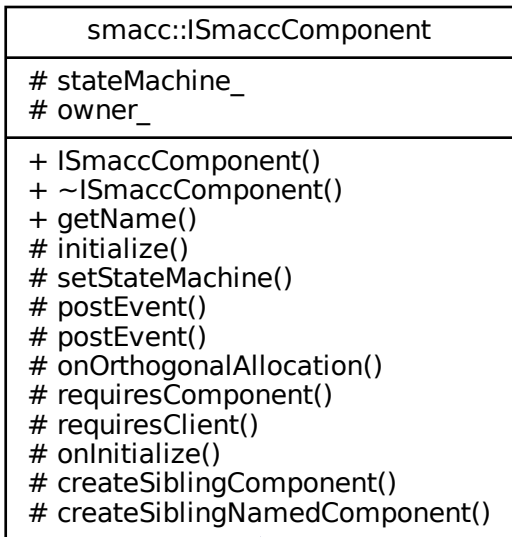 smacc::ISmaccComponent
# stateMachine_
# owner_
+ ISmaccComponent()
+ ~ISmaccComponent()
+ getName()
# initialize()
# setStateMachine()
# postEvent()
# postEvent()
# onOrthogonalAllocation()
# requiresComponent()
# requiresClient()
# onInitialize()
# createSiblingComponent()
# createSiblingNamedComponent()